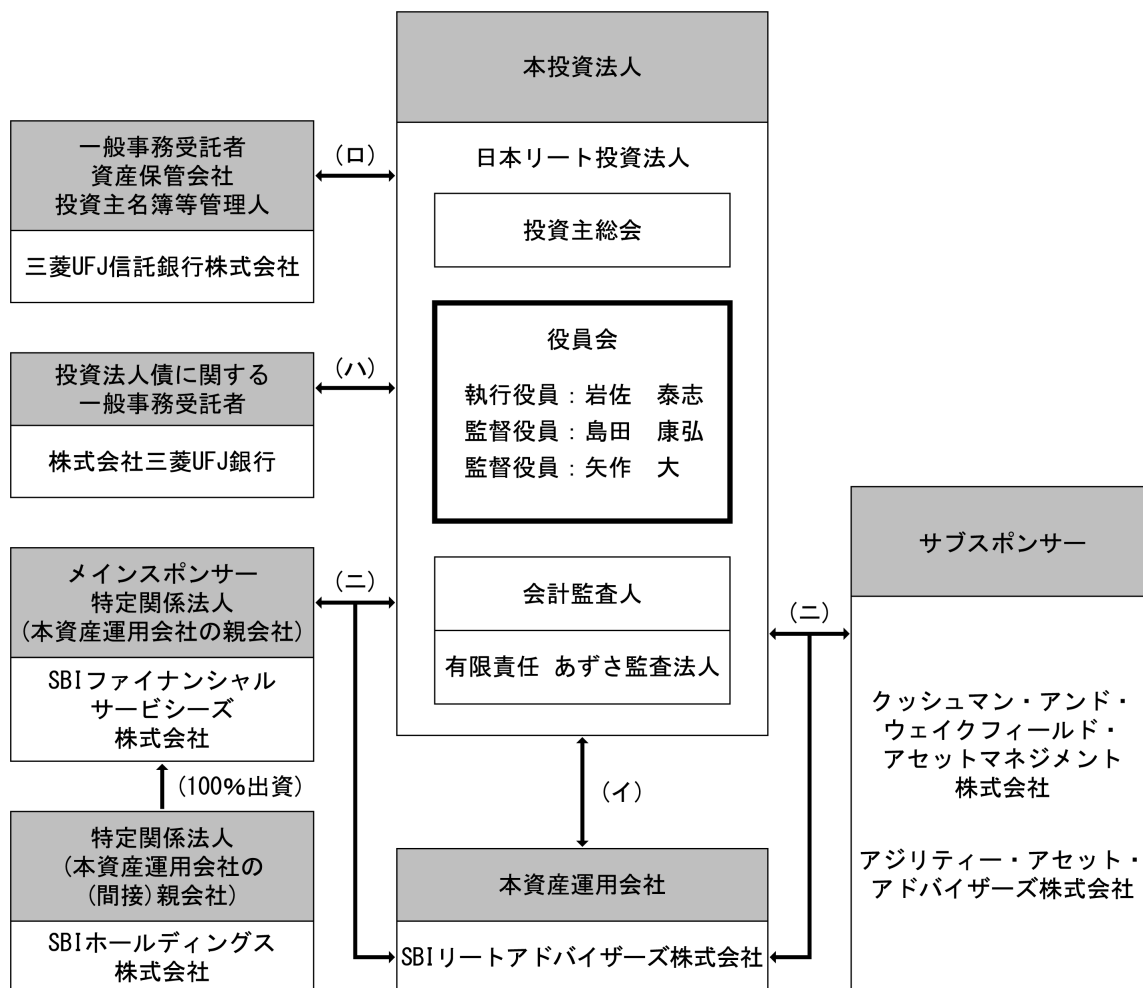 本投資法人
日本リート投資法人
投資主総会
役員会
執行役員：岩佐　泰志
監督役員：島田　康弘
監督役員：矢作　大
会計監査人
有限責任 あずさ監査法人
一般事務受託者
資産保管会社
投資主名簿等管理人
三菱UFJ信託銀行株式会社
(ロ)
投資法人債に関する
一般事務受託者
株式会社三菱UFJ銀行
(ハ)
メインスポンサー
特定関係法人
(本資産運用会社の親会社)
SBIファイナンシャル
サービシーズ
株式会社
(ニ)
(100%出資)
特定関係法人
(本資産運用会社の
(間接)親会社)
SBIホールディングス
株式会社
(イ)
本資産運用会社
SBIリートアドバイザーズ株式会社
(ニ)
サブスポンサー
クッシュマン・アンド・
ウェイクフィールド・
アセットマネジメント
株式会社
アジリティー・アセット・
アドバイザーズ株式会社